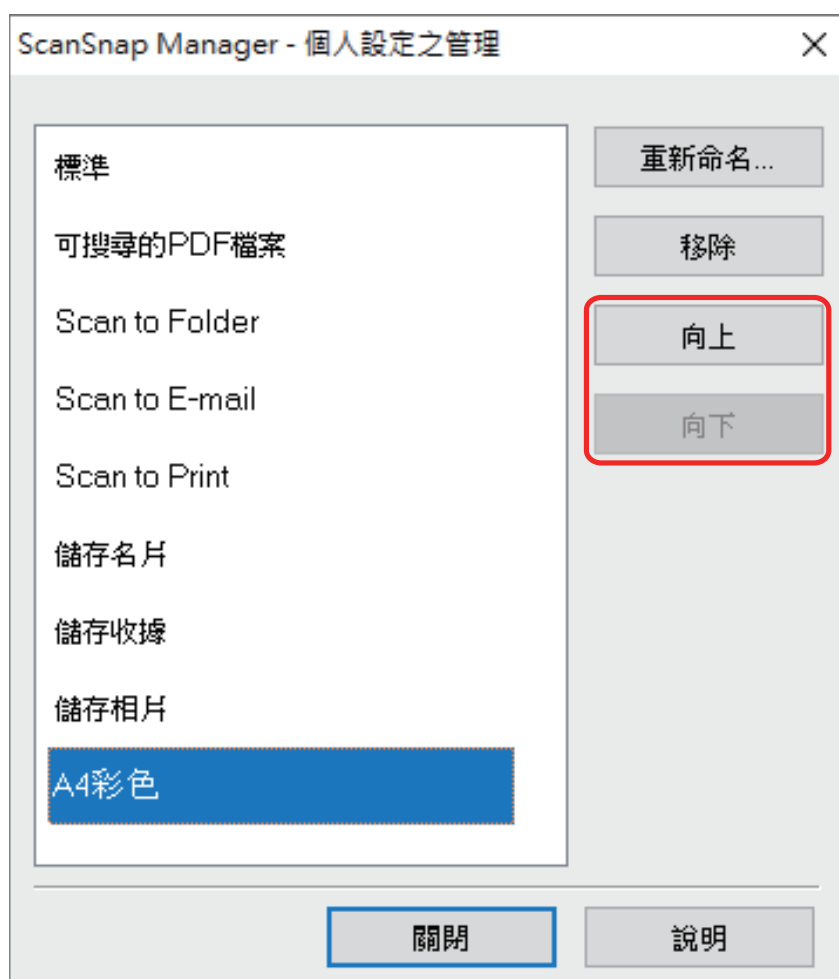 ScanSnap Manager - 個人設定之管理
標準
可搜尋的PDF檔案
Scan to Folder
Scan to E-mail
Scan to Print
儲存名片
儲存收據
儲存相片
A4彩色
重新命名...
移除
向上
向下
關閉
說明